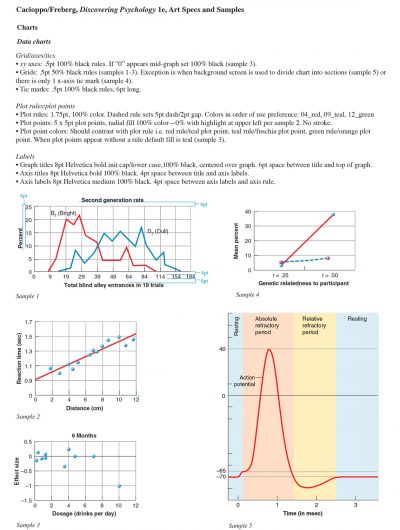 Cacioppo/Freberg, Discovering Psychology 1e, Art Specs and Samples
Charts
Data charts
Grid/axes/tics
• xy axes: .5pt 100% black rules. If “0” appears mid-graph set 100% black (sample 3).
• Grids: .5pt 50% black rules (samples 1-3). Exception is when background screen is used to divide chart into sections (sample 5) or
there is only 1 x-axis tic mark (sample 4).
• Tic marks: .5pt 100% black rules, 6pt long.
Plot rules/plot points
• Plot rules: 1.75pt, 100% color. Dashed rule sets 5pt dash/2pt gap. Colors in order of use preference: 04_red, 09_teal, 12_green
• Plot points: 5 x 5pt plot points, radial fill 100% color—0% with highlight at upper left per sample 2. No stroke.
• Plot point colors: Should contrast with plot rule i.e. red rule/teal plot point, teal rule/fuschia plot point, green rule/orange plot
point. When plot points appear without a rule default fill is teal (sample 3).
Labels
• Graph titles 8pt Helvetica bold init cap/lower case,100% black, centered over graph. 6pt space between title and top of graph.
• Axis titles 8pt Helvetica bold 100% black. 4pt space between title and axis labels.
• Axis labels 8pt Helvetica medium 100% black. 4pt space between axis labels and axis rule.
4pt
Second generation rats
6pt
25
20
15
10
5
0
Percent
B₂ (Bright)
D₂ (Dull)
0 9 19 29 39 49 64 84 114 154 194
4pt
6pt
Total blind alley entrances in 19 trials
Sample 1
40
30
20
10
0
Mean percent
r = .25
r = .50
Genetic relatedness to participant
Sample 4
1.7
1.5
1.3
1.1
0.9
Reaction time (sec)
0 2 4 6 8 10 12
Distance (cm)
Sample 2
6 Months
0.5
0
−0.5
−1
−1.5
Effect size
0 2 4 6 8 10 12
Dosage (drinks per day)
Sample 3
Resting
Absolute
refractory
period
Relative
refractory
period
Resting
40
Action
potential
0
−65
−70
0 1 2 3
Time (in msec)
Sample 5